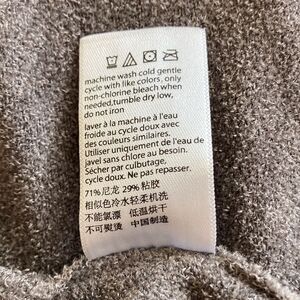 machine wash cold gentle
cycle with like colors, only
non-chlorine bleach when
needed,tumble dry low,
do not iron
laver à la machine à l'eau
froide au cycle doux avec
des couleurs similaires.
Utiliser uniquement de l'eau de
javel sans chlore au besoin.
Sécher par culbutage,
cycle doux. Ne pas repasser.
71%尼龙 29%粘胶
相似色冷水轻柔机洗
不能氯漂 低温烘干
不可熨烫 中国制造